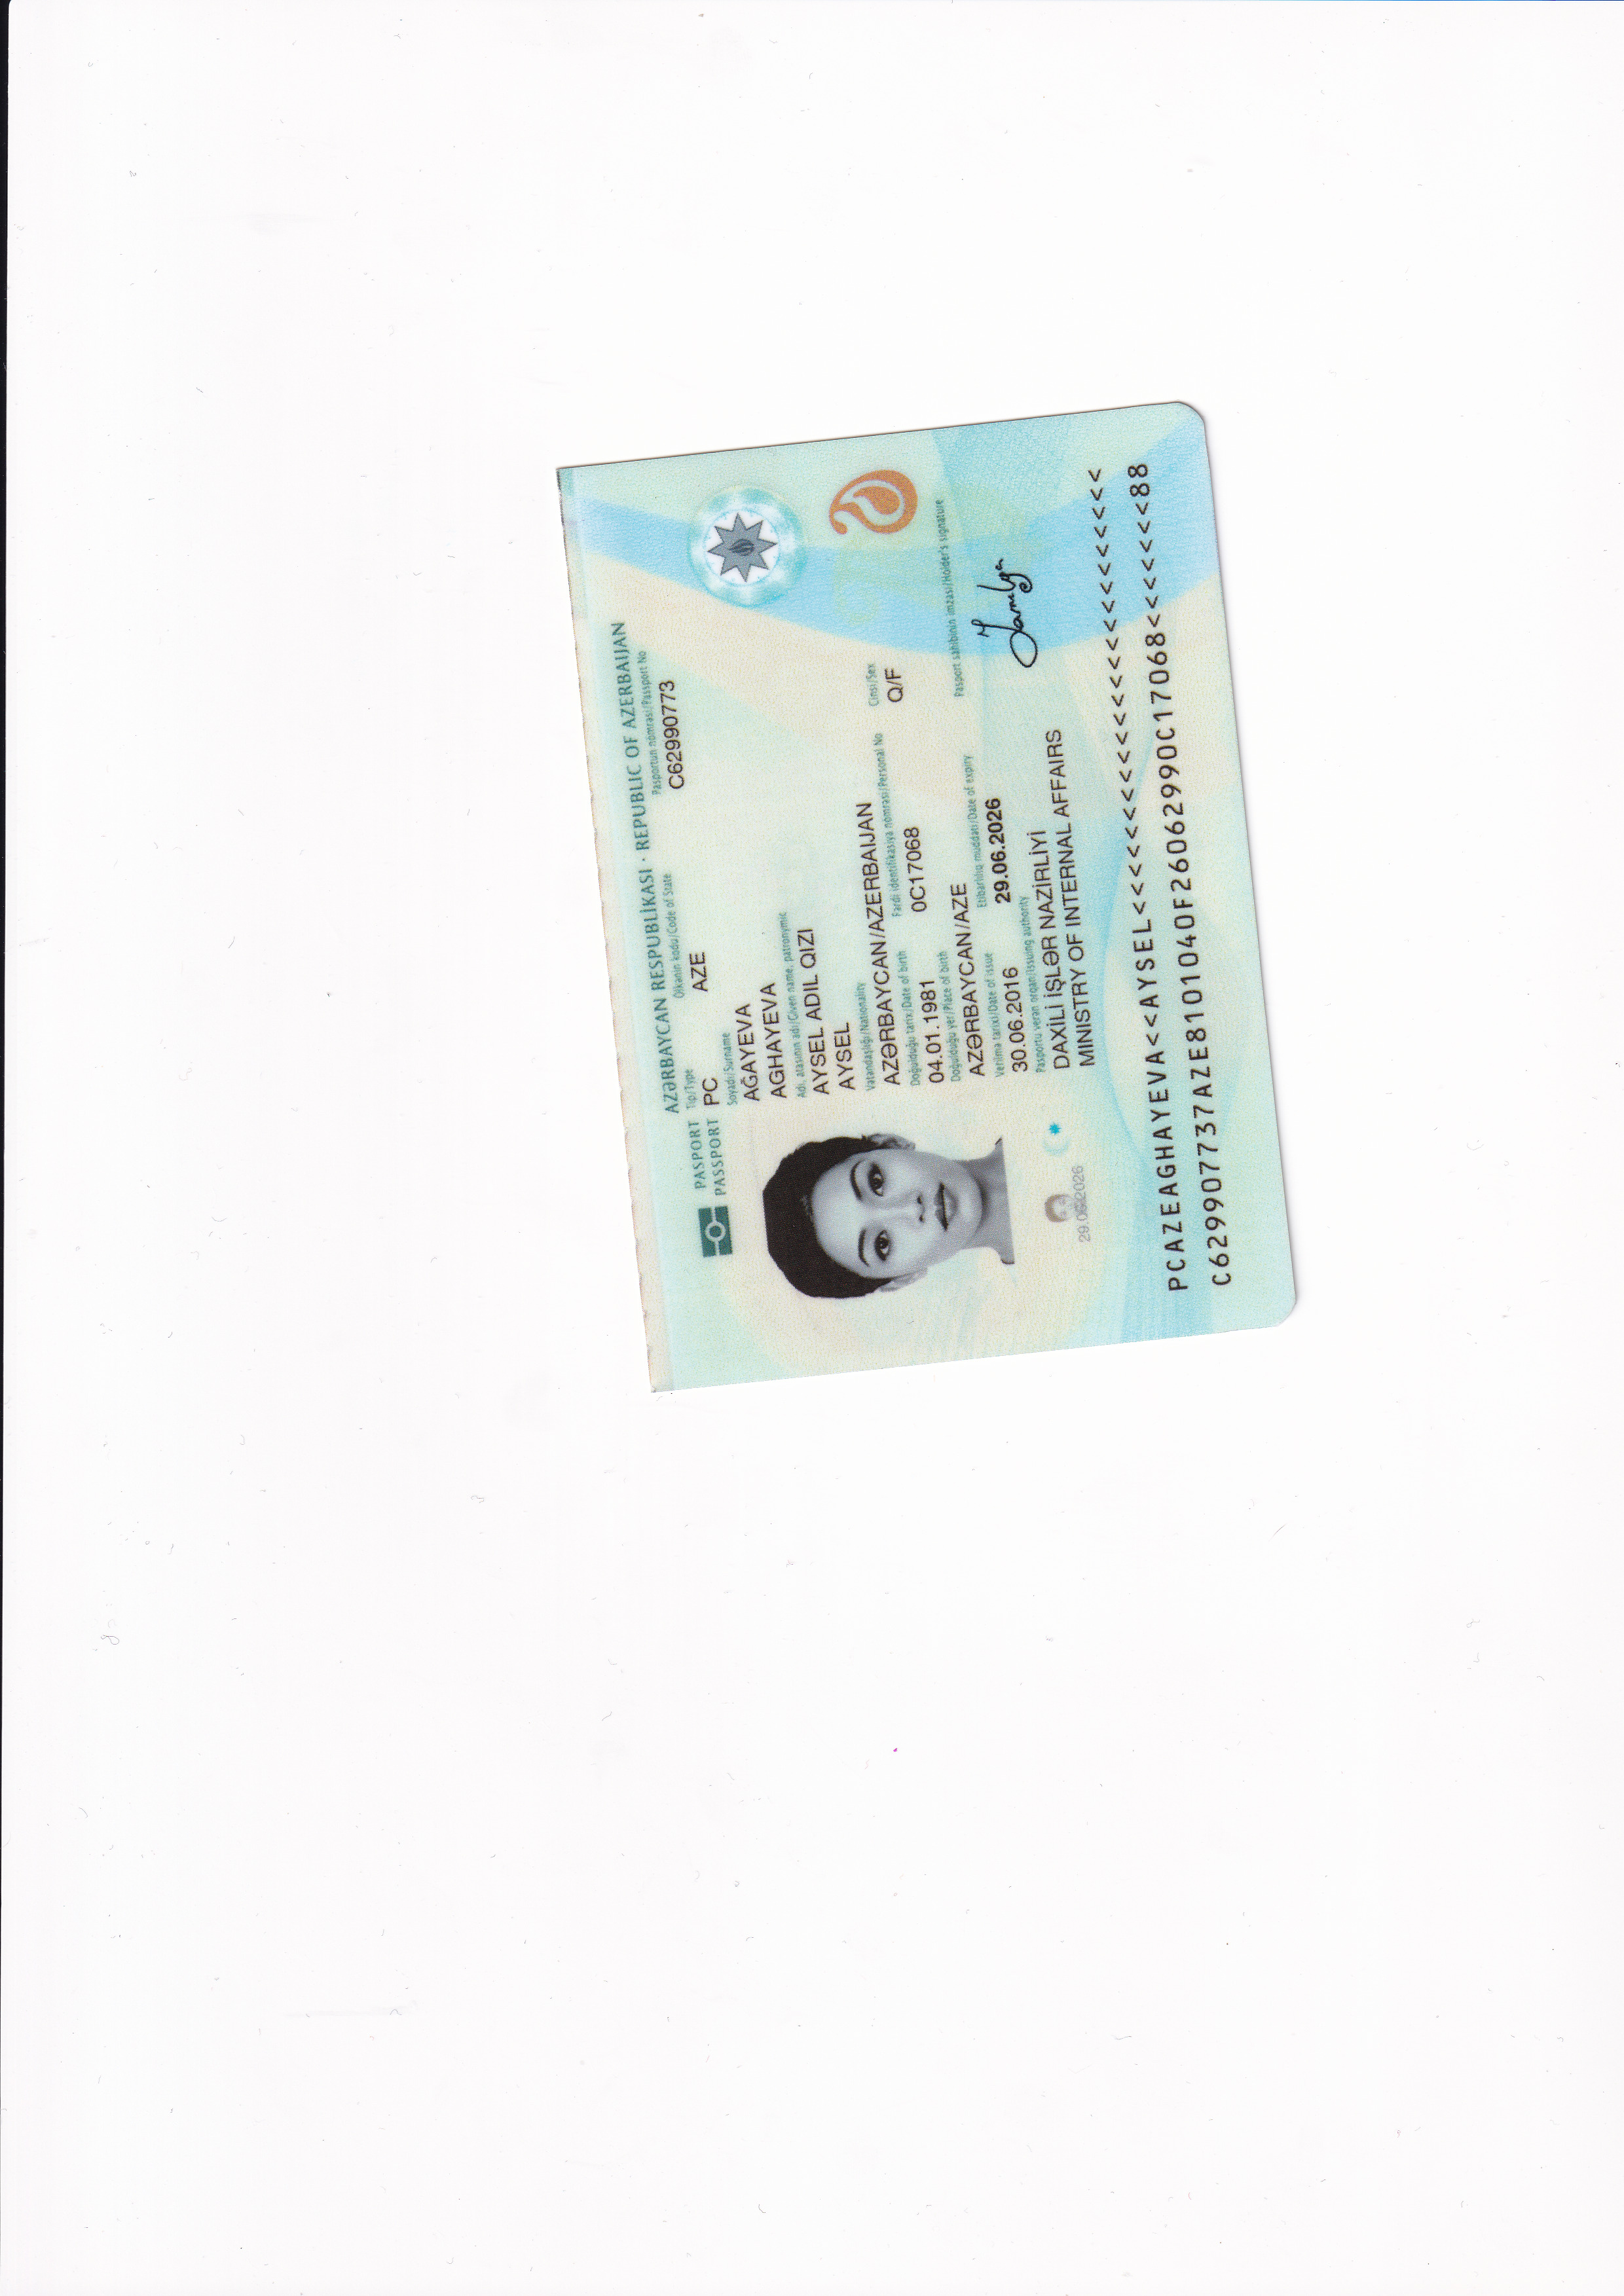 AZƏRBAYCAN RESPUBLİKASI · REPUBLIC OF AZERBAIJAN
PASPORT
PASSPORT
Tip/Type
Ölkənin kodu/Code of State
Pasportun nömrəsi/Passport No
PC
AZE
C62990773
Soyadı/Surname
AĞAYEVA
AGHAYEVA
Adı, atasının adı/Given name, patronymic
AYSEL ADIL QIZI
AYSEL
Vətəndaşlığı/Nationality
Cinsi/Sex
AZƏRBAYCAN/AZERBAIJAN
Q/F
Doğulduğu tarix/Date of birth
Fərdi identifikasiya nömrəsi/Personal No
04.01.1981
0C17068
Doğulduğu yer/Place of birth
AZƏRBAYCAN/AZE
Verilmə tarixi/Date of issue
Etibarlılıq müddəti/Date of expiry
Pasport sahibinin imzası/Holder's signature
30.06.2016
29.06.2026
Pasportu verən orqan/Issuing authority
DAXİLİ İŞLƏR NAZİRLİYİ
MINISTRY OF INTERNAL AFFAIRS
29.06.2026
PCAZEAGHAYEVA<<AYSEL<<<<<<<<<<<<<<<<<<<<<<<<
C629907737AZE8101040F26062990C17068<<<<<<<88